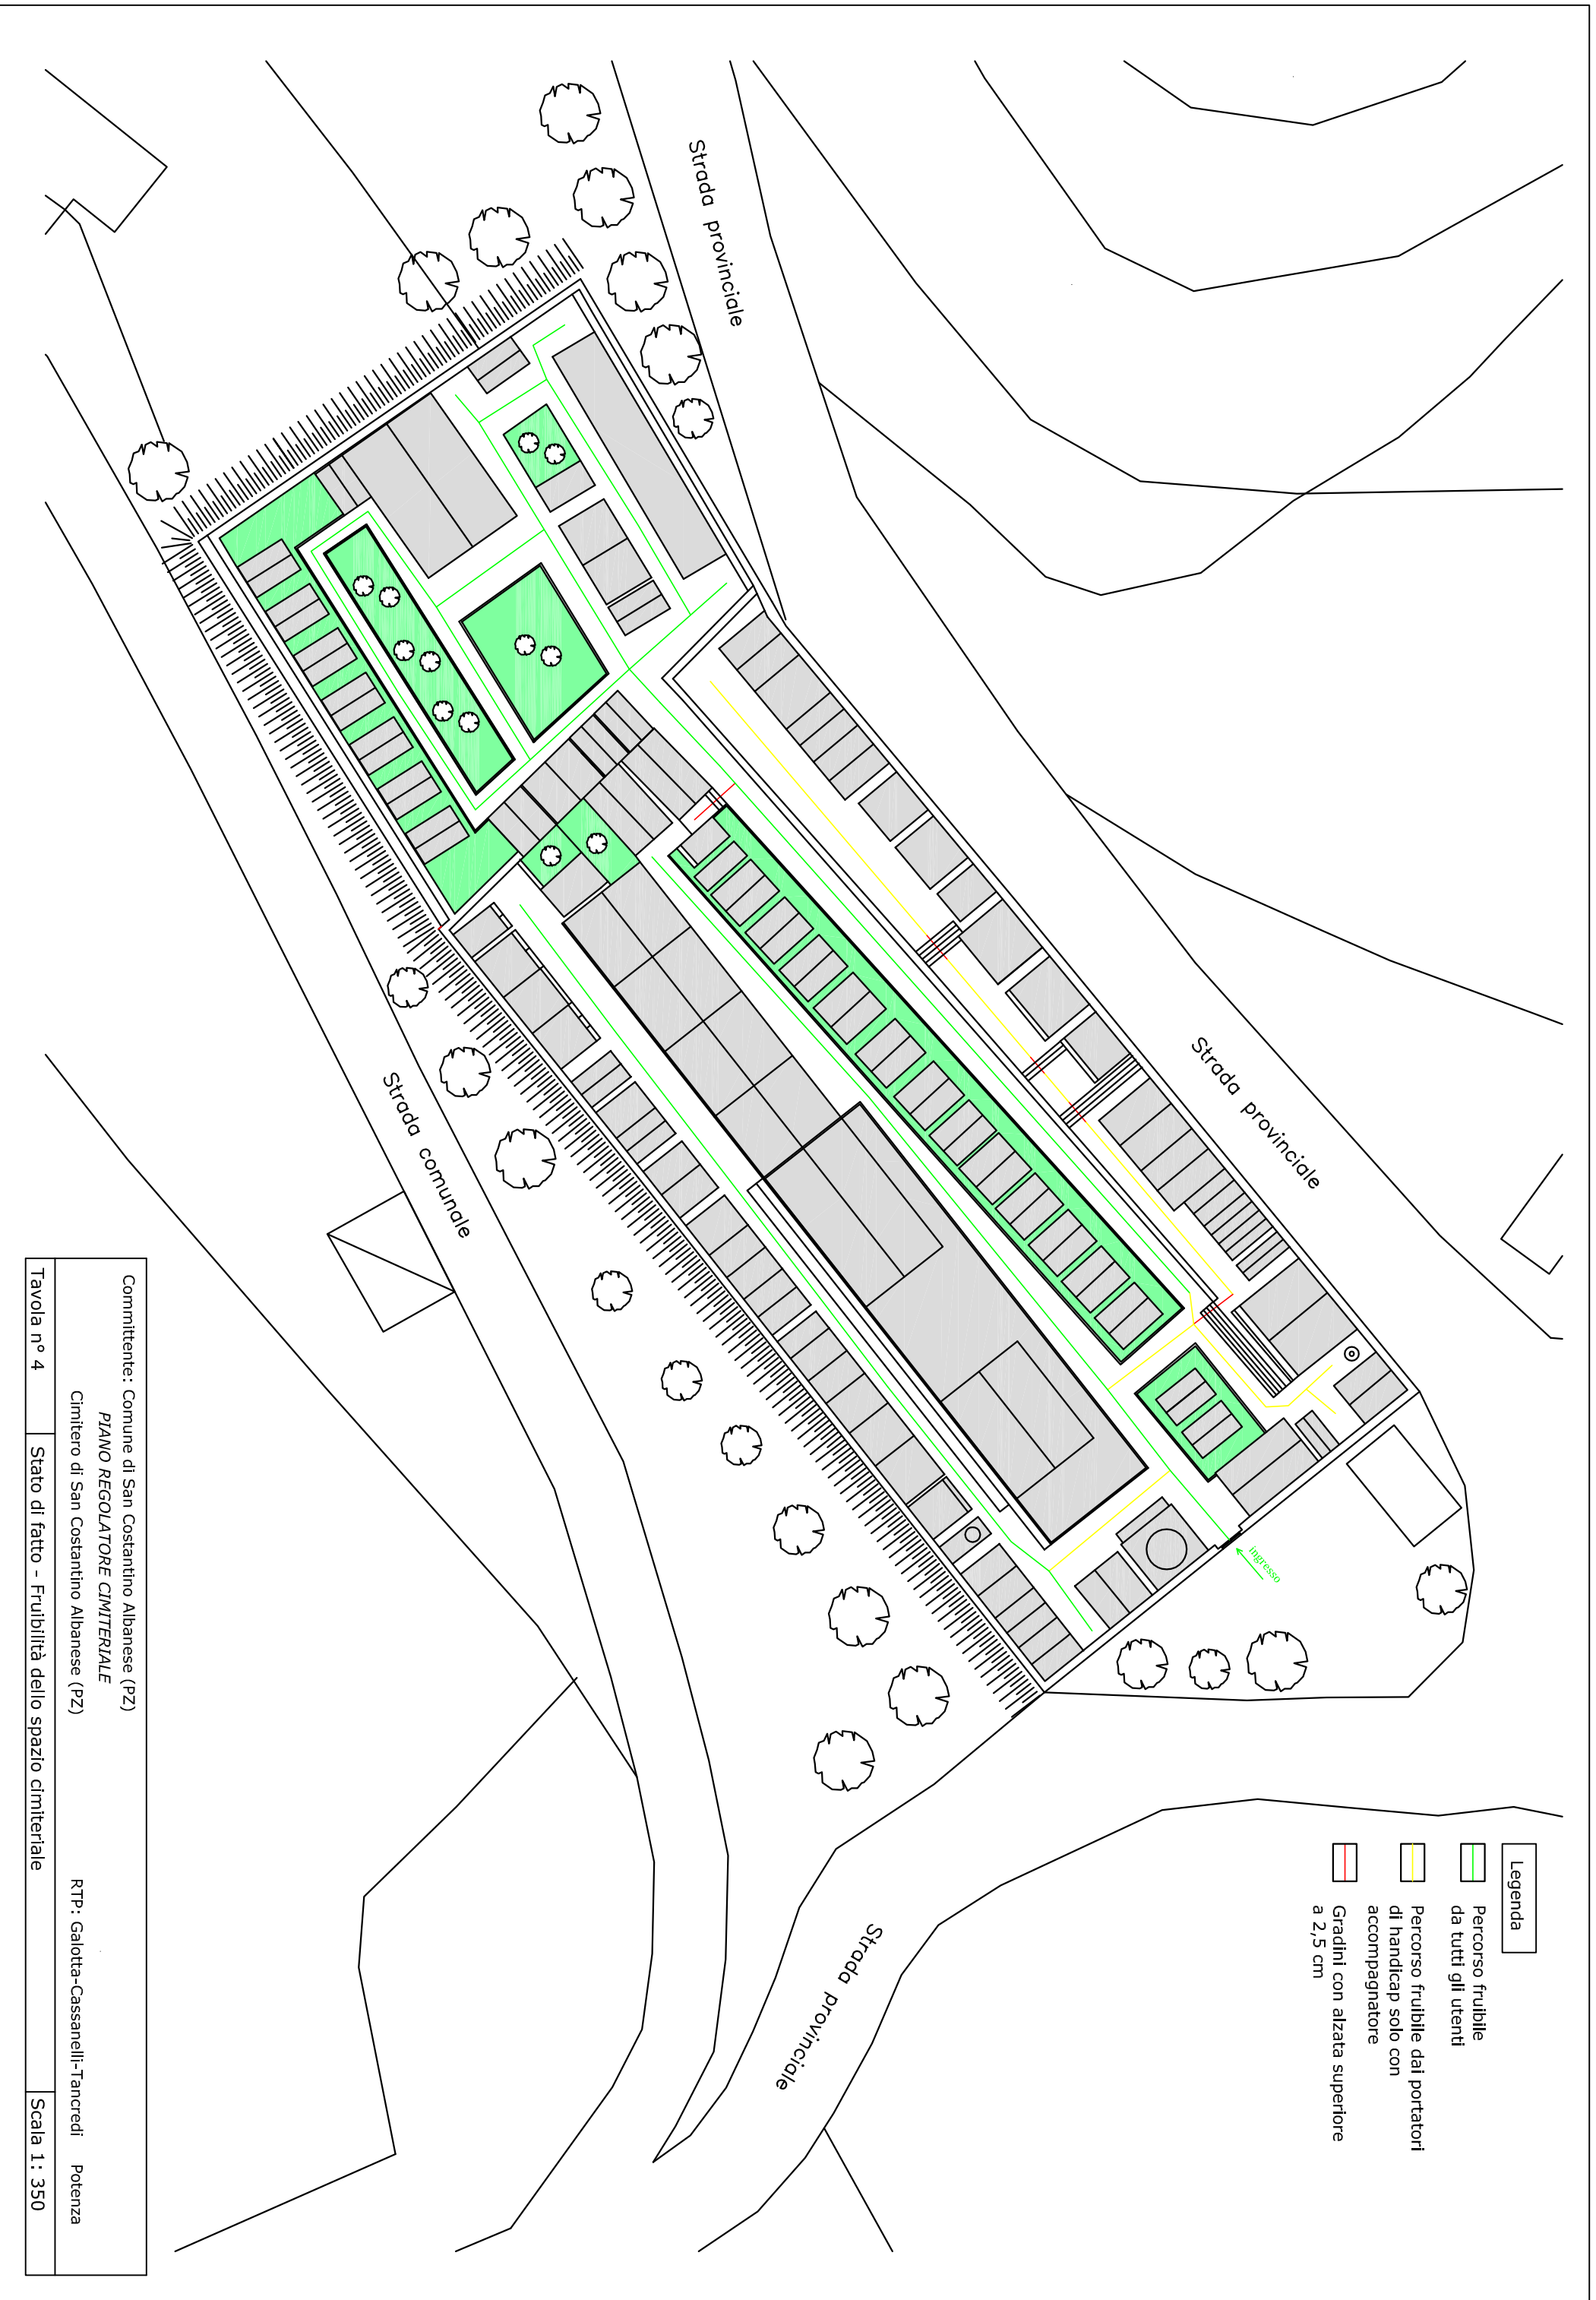 Strada provinciale
Strada provinciale
Strada comunale
Strada provinciale
ingresso
Legenda
Percorso fruibile
da tutti gli utenti
Percorso fruibile dai portatori
di handicap solo con
accompagnatore
Gradini con alzata superiore
a 2,5 cm
Committente: Comune di San Costantino Albanese (PZ)
PIANO REGOLATORE CIMITERIALE
Cimitero di San Costantino Albanese (PZ) RTP: Galotta-Cassanelli-Tancredi Potenza
Tavola n° 4 Stato di fatto - Fruibilità dello spazio cimiteriale Scala 1: 350